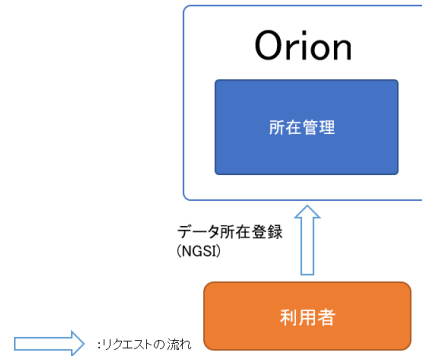 Orion
所在管理
データ所在登録
(NGSI)
利用者
:リクエストの流れ